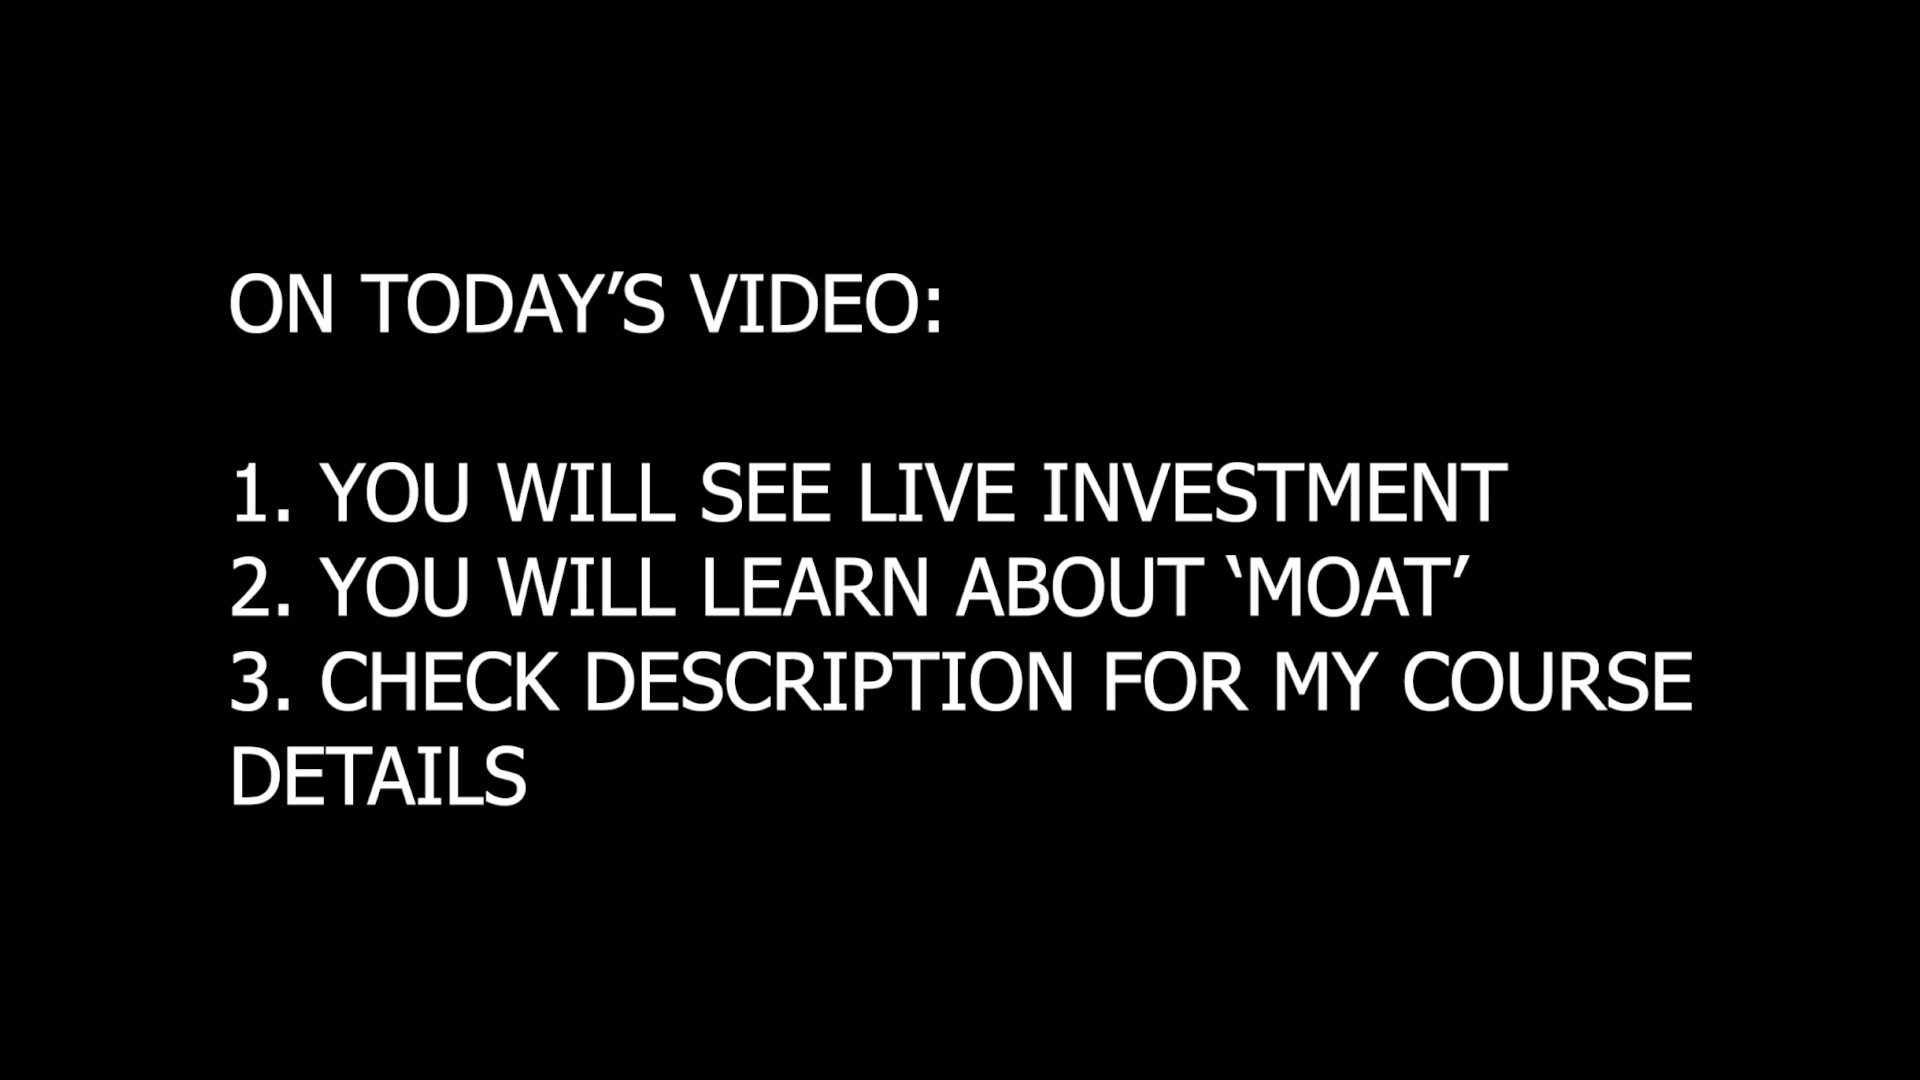 ON TODAY’S VIDEO:
1. YOU WILL SEE LIVE INVESTMENT
2. YOU WILL LEARN ABOUT ‘MOAT’
3. CHECK DESCRIPTION FOR MY COURSE
DETAILS